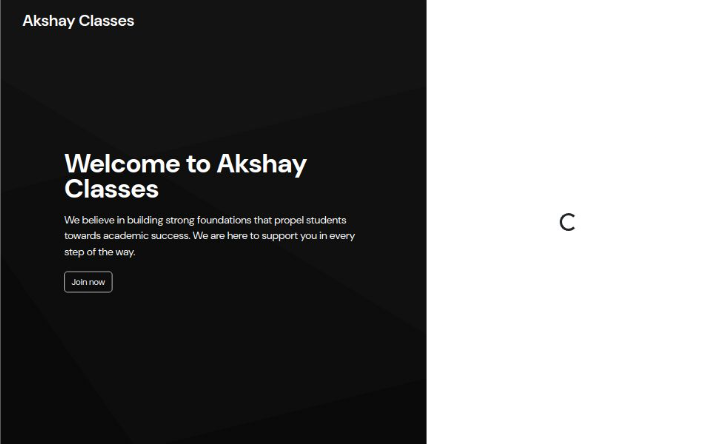 Akshay Classes
Welcome to Akshay
Classes
We believe in building strong foundations that propel students
towards academic success. We are here to support you in every
step of the way.
Join now